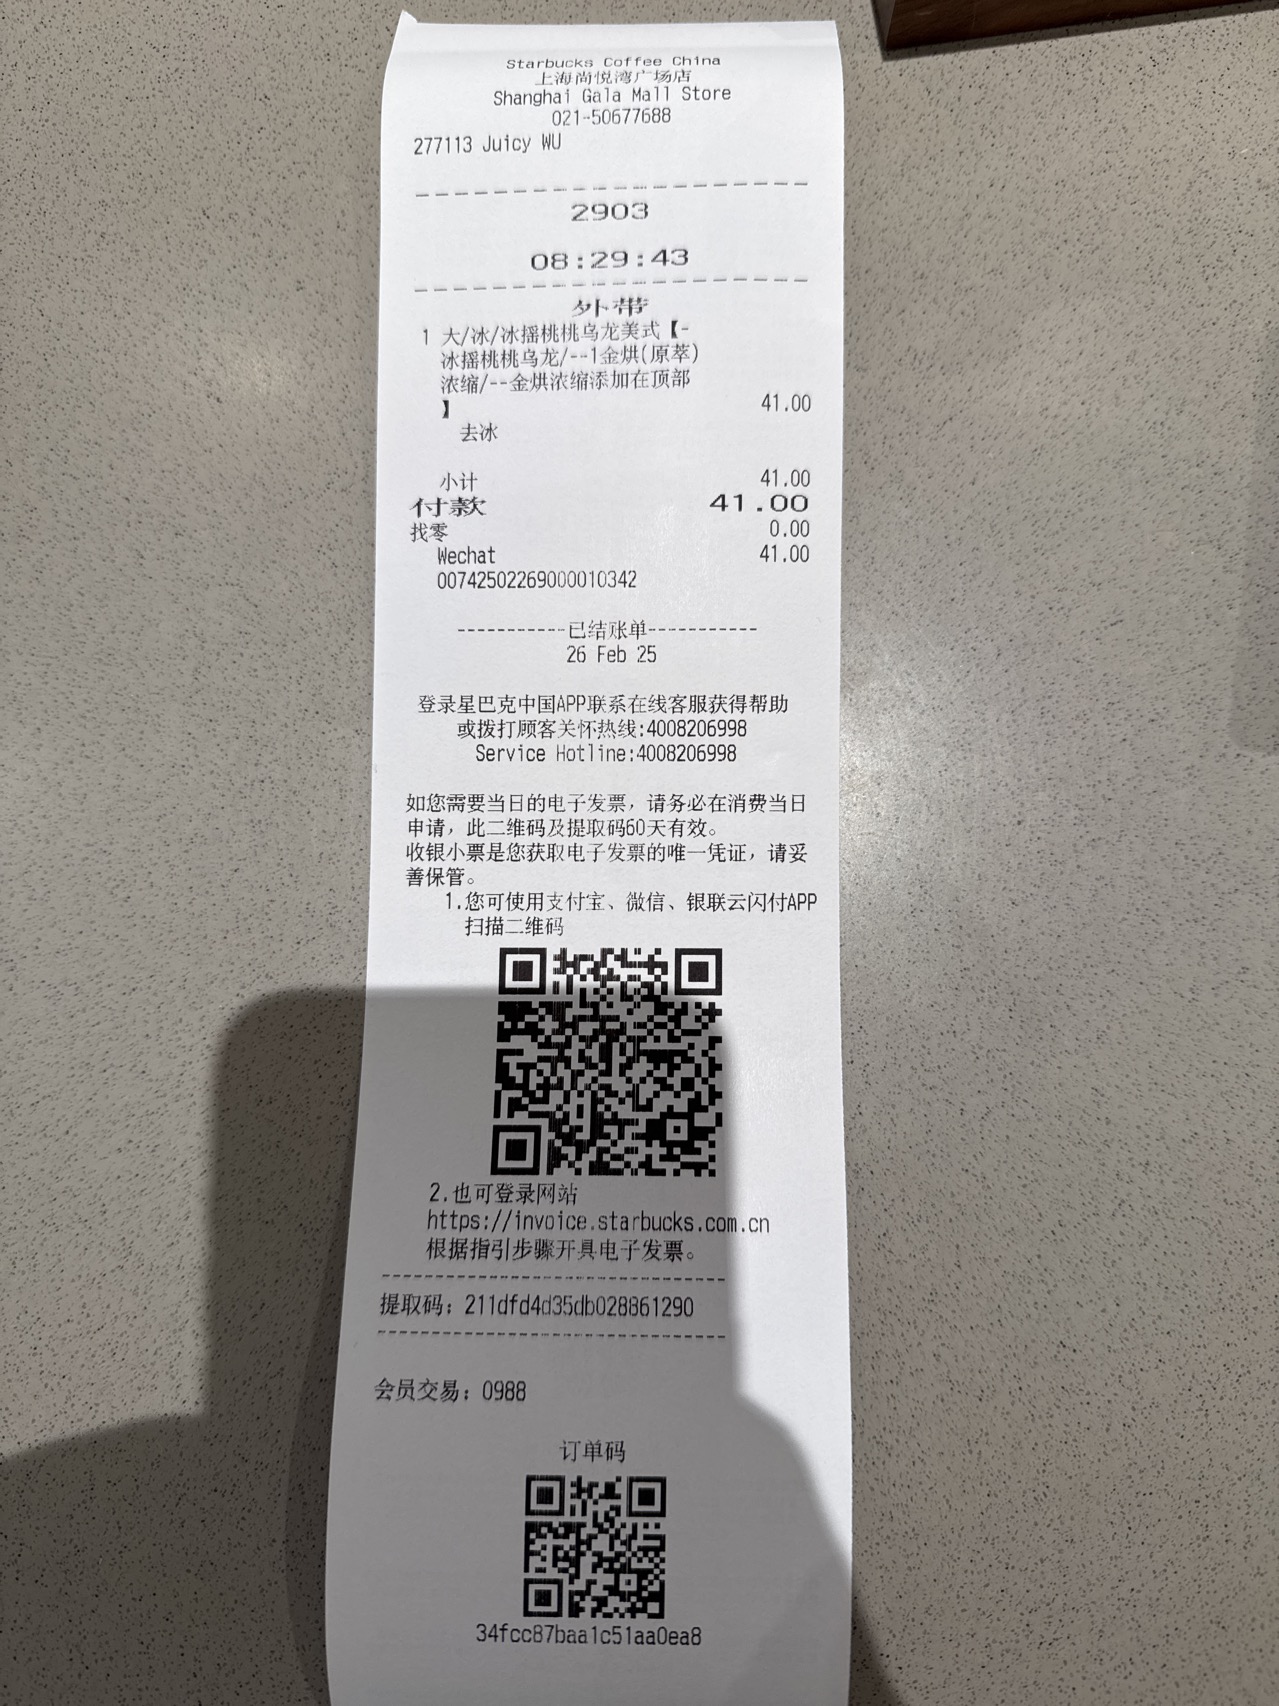 Starbucks Coffee China
上海尚悦湾广场店
Shanghai Gala Mall Store
021-50677688
277113 Juicy WU
2903
08:29:43
外带
1 大/冰/冰摇桃桃乌龙美式【-
冰摇桃桃乌龙/--1金烘(原萃)
浓缩/--金烘浓缩添加在顶部
】 41.00
去冰
小计 41.00
付款 41.00
找零 0.00
Wechat 41.00
00742502269000010342
-----------已结账单-----------
26 Feb 25
登录星巴克中国APP联系在线客服获得帮助
或拨打顾客关怀热线:4008206998
Service Hotline:4008206998
如您需要当日的电子发票，请务必在消费当日
申请，此二维码及提取码60天有效。
收银小票是您获取电子发票的唯一凭证，请妥
善保管。
1.您可使用支付宝、微信、银联云闪付APP
扫描二维码
2.也可登录网站
https://invoice.starbucks.com.cn
根据指引步骤开具电子发票。
提取码：211dfd4d35db028861290
会员交易：0988
订单码
34fcc87baa1c51aa0ea8